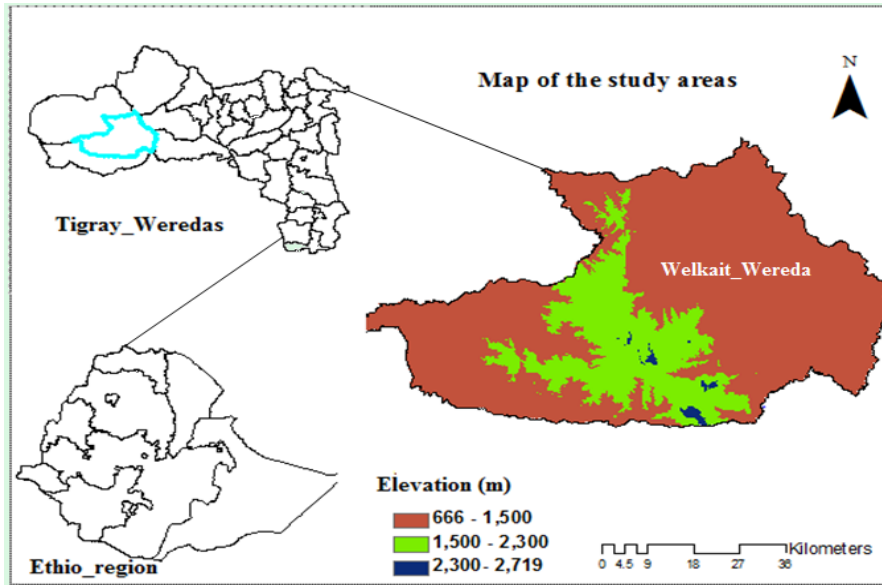 Map of the study areas
N
Tigray_Weredas
Welkait_Wereda
Ethio_region
Elevation (m)
666 - 1,500
1,500 - 2,300
2,300 - 2,719
Kilometers
0 4.5 9 18 27 36